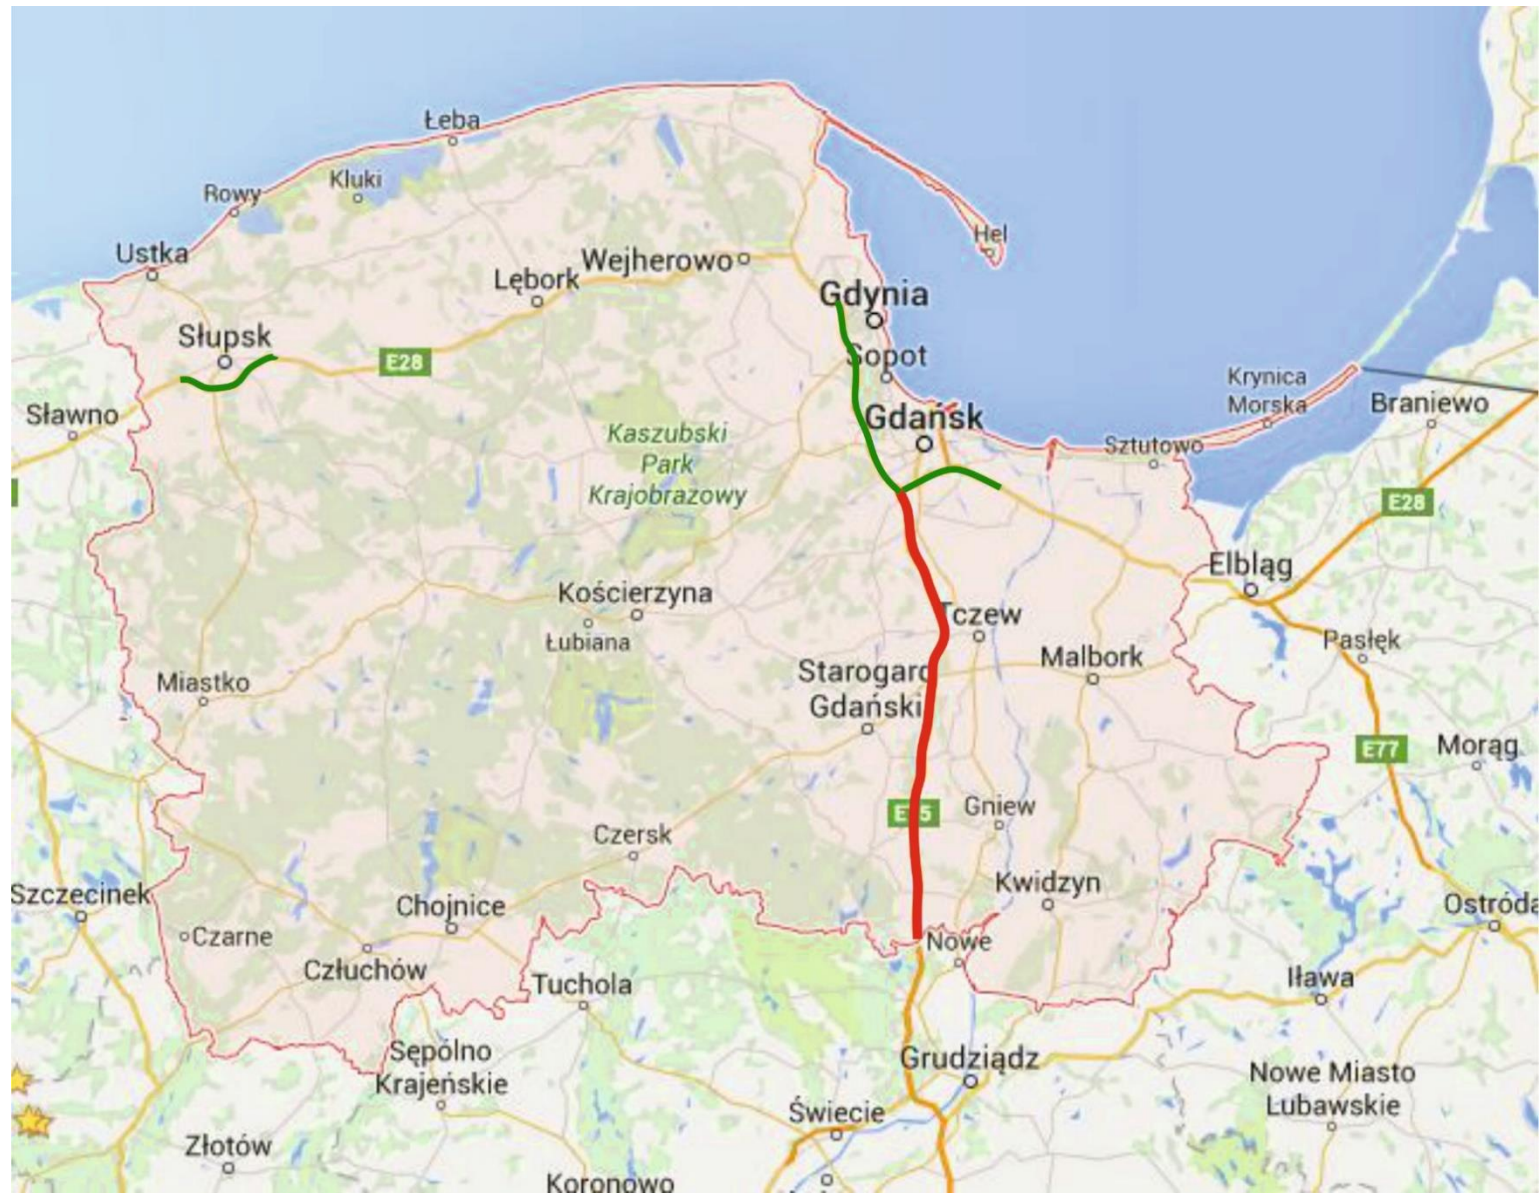 Łeba
Kluki
Rowy
Hel
Ustka
Wejherowo
Lębork
Gdynia
Słupsk
Sopot
E28
Krynica
Morska
Braniewo
Sławno
Gdańsk
Kaszubski
Park
Krajobrazowy
Sztutowo
E28
Elbląg
Kościerzyna
Tczew
Łubiana
Pasłęk
Malbork
Starogard
Gdański
Miastko
E77
Morąg
Gniew
Czersk
Kwidzyn
Szczecinek
Chojnice
Ostróda
Czarne
Nowe
Człuchów
Tuchola
Iława
Sępólno
Krajeńskie
Grudziądz
Nowe Miasto
Lubawskie
Świecie
Złotów
Koronowo